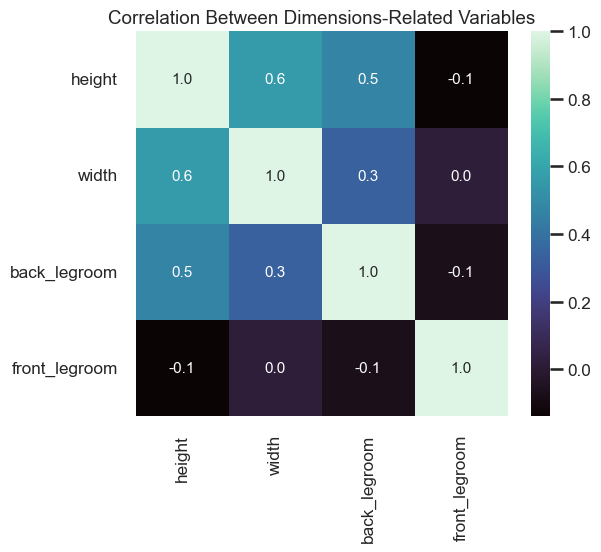 Correlation Between Dimensions-Related Variables
height 1.0 0.6 0.5 -0.1
width 0.6 1.0 0.3 0.0
back_legroom 0.5 0.3 1.0 -0.1
front_legroom -0.1 0.0 -0.1 1.0
height width back_legroom front_legroom
1.0
0.8
0.6
0.4
0.2
0.0